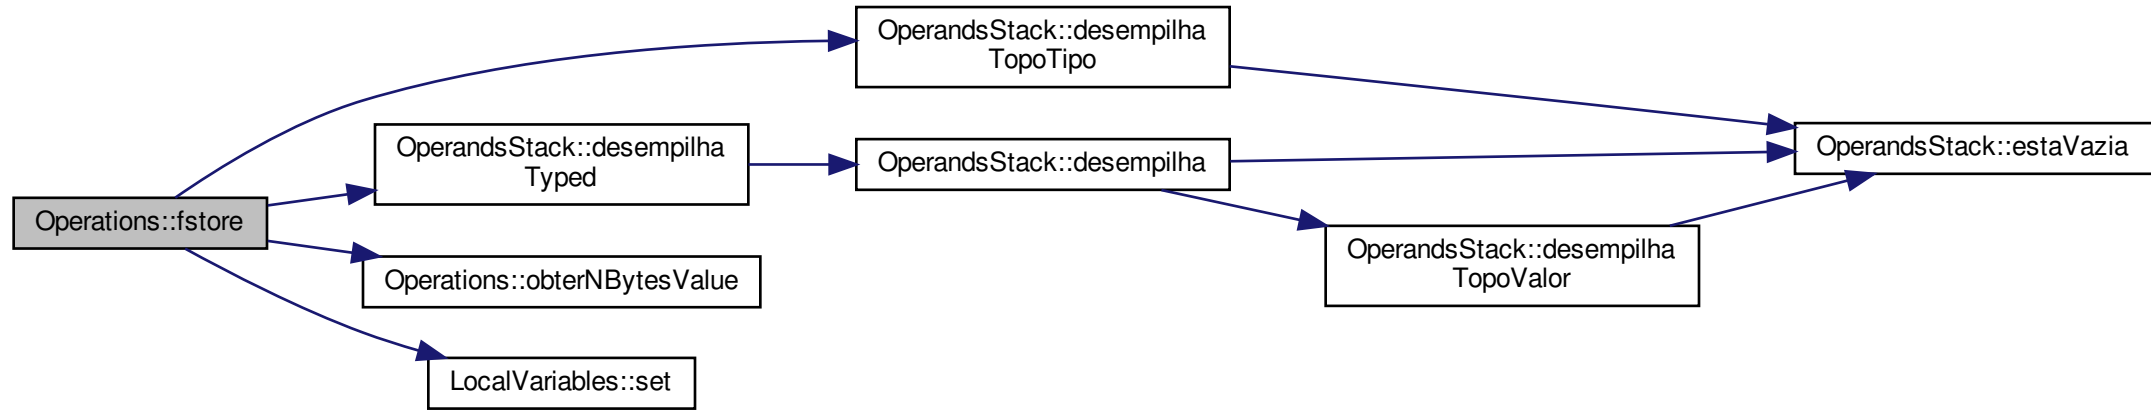 Operations::fstore
OperandsStack::desempilha
TopoTipo
OperandsStack::desempilha
Typed
Operations::obterNBytesValue
LocalVariables::set
OperandsStack::desempilha
OperandsStack::desempilha
TopoValor
OperandsStack::estaVazia